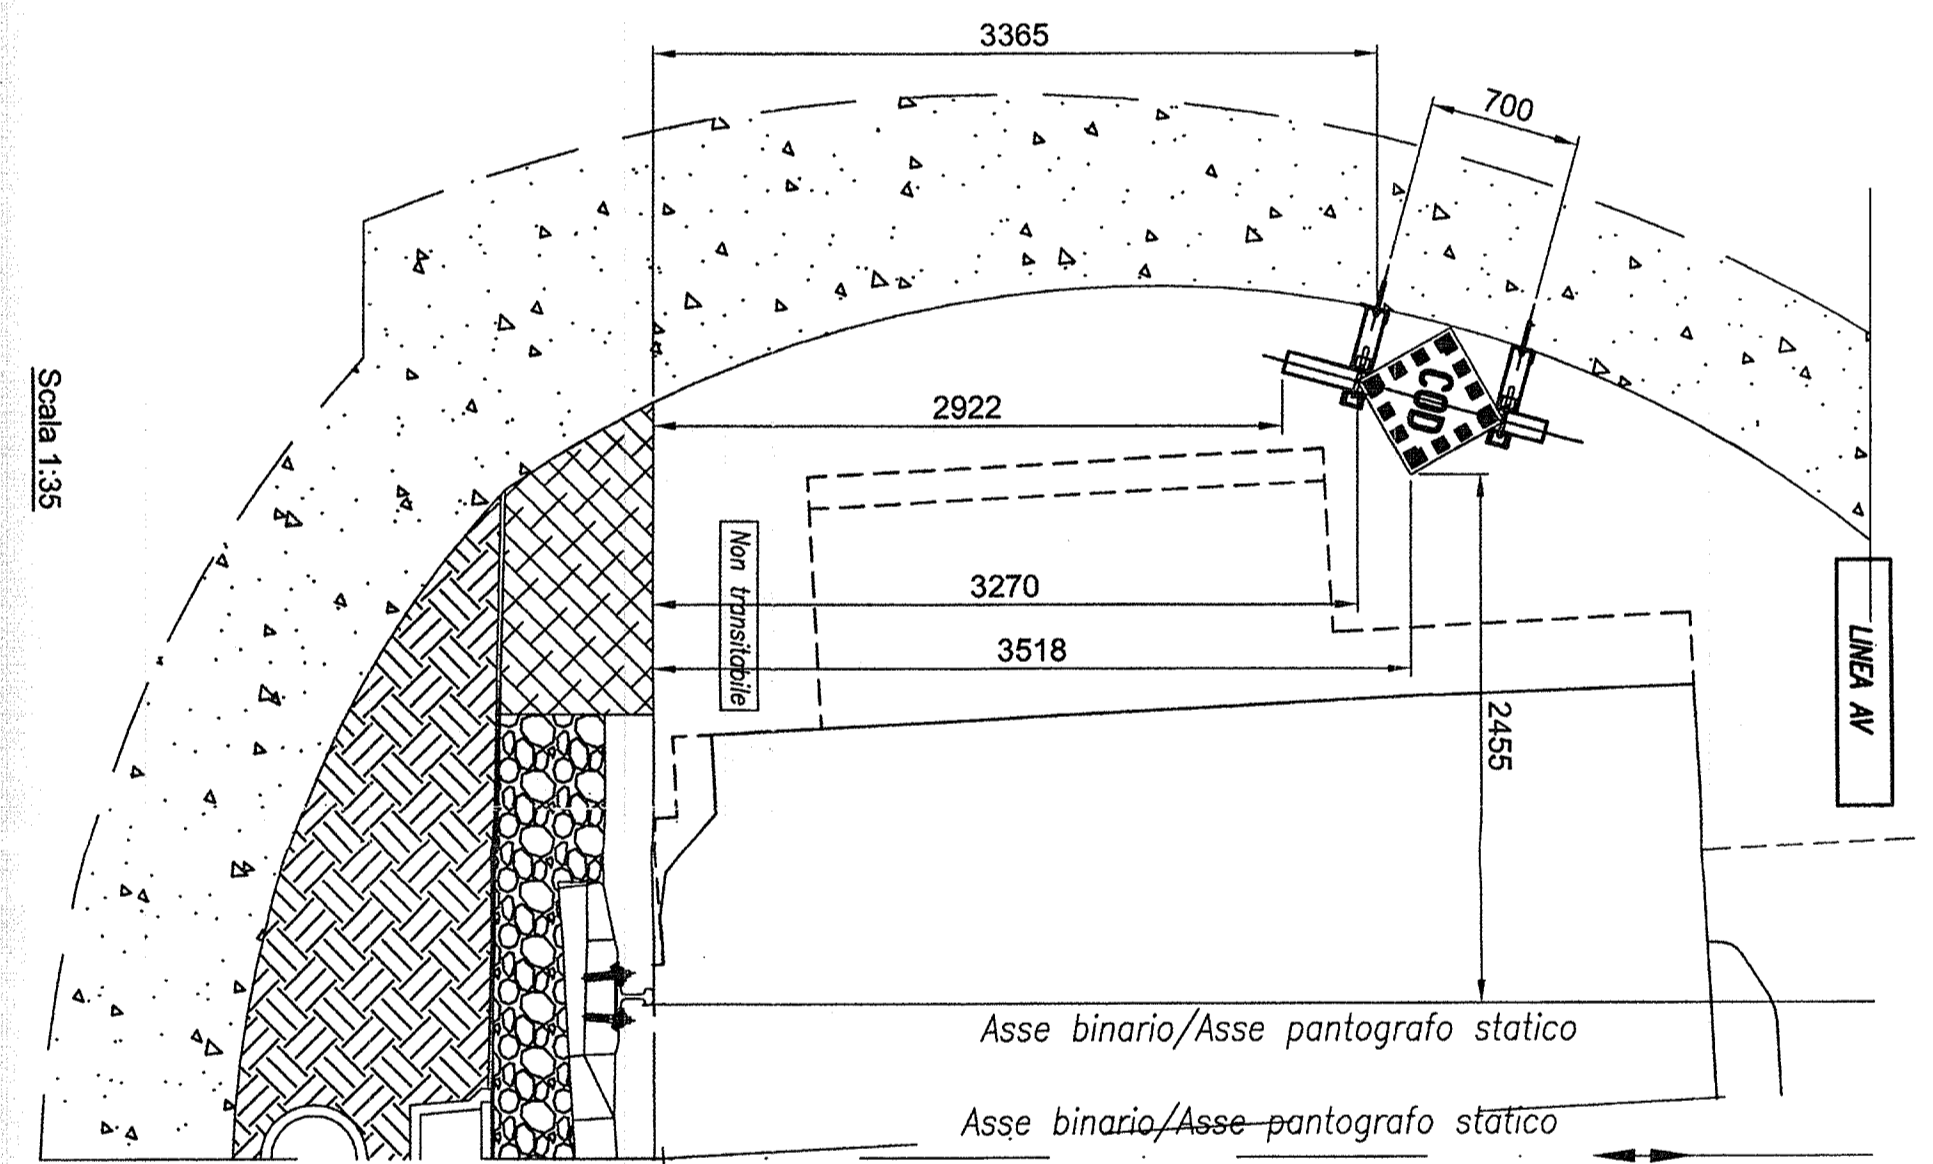 3365
700
2922
COD
Scala 1:35
Non transitabile
3270
3518
2455
LINEA AV
Asse binario/Asse pantografo statico
Asse binario/Asse pantografo statico